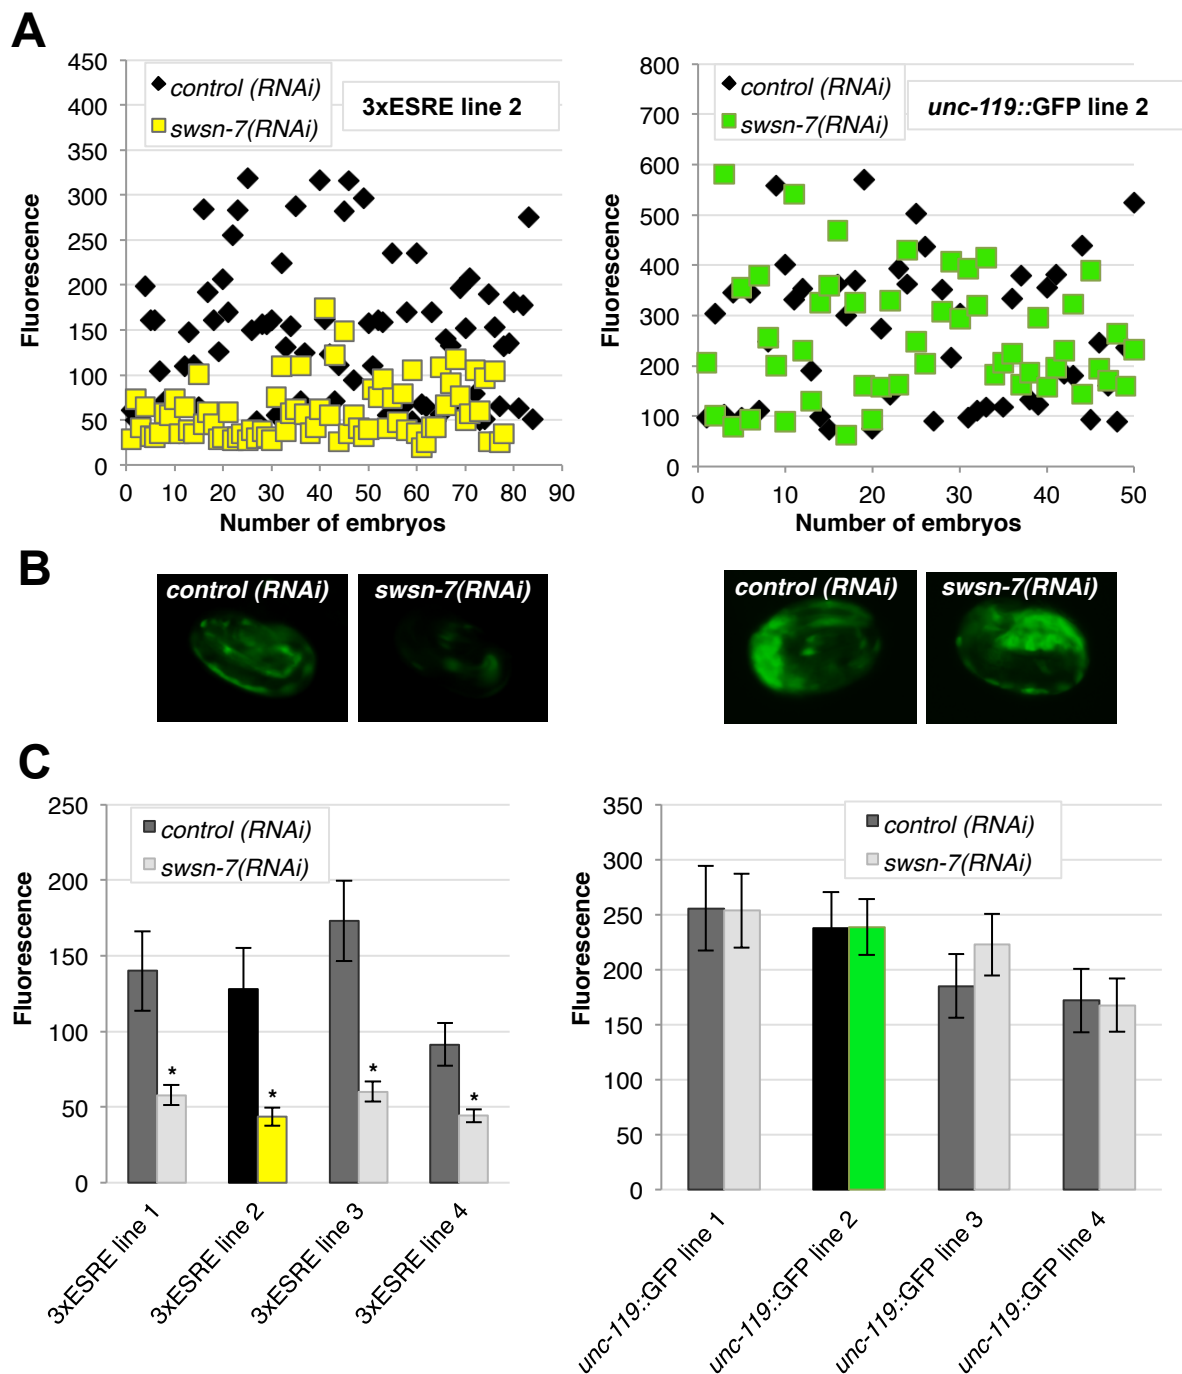 A
450
400
350
300
250
200
150
100
50
0
Fluorescence
control (RNAi)
swsn-7(RNAi)
3xESRE line 2
0 10 20 30 40 50 60 70 80 90
Number of embryos
800
700
600
500
400
300
200
100
0
Fluorescence
control (RNAi)
swsn-7(RNAi)
unc-119::GFP line 2
0 10 20 30 40 50
Number of embryos
B
control (RNAi)
swsn-7(RNAi)
control (RNAi)
swsn-7(RNAi)
C
250
200
150
100
50
0
Fluorescence
control (RNAi)
swsn-7(RNAi)
* * * *
3xESRE line 1
3xESRE line 2
3xESRE line 3
3xESRE line 4
350
300
250
200
150
100
50
0
Fluorescence
control (RNAi)
swsn-7(RNAi)
unc-119::GFP line 1
unc-119::GFP line 2
unc-119::GFP line 3
unc-119::GFP line 4